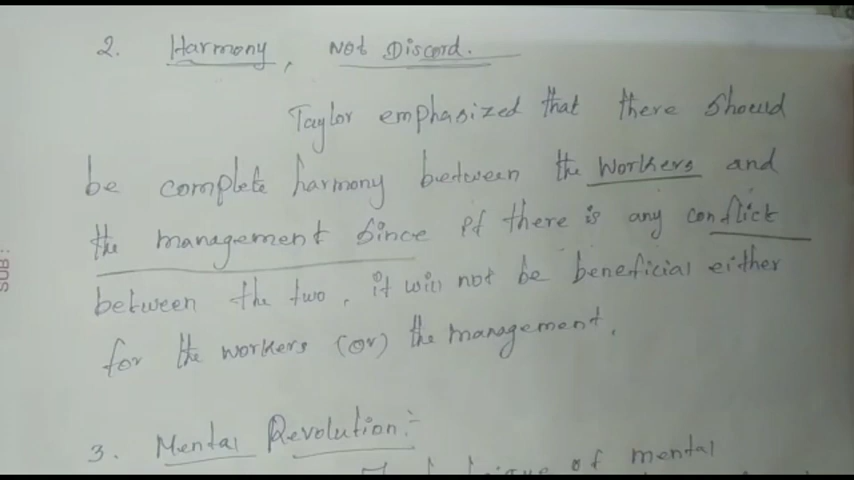 2. Harmony, Not Discord.
Taylor emphasized that there should
be complete harmony between the workers and
the management since if there is any conflict
between the two, it will not be beneficial either
for the workers (or) the management.
3. Mental Revolution:-
of mental
SUB: